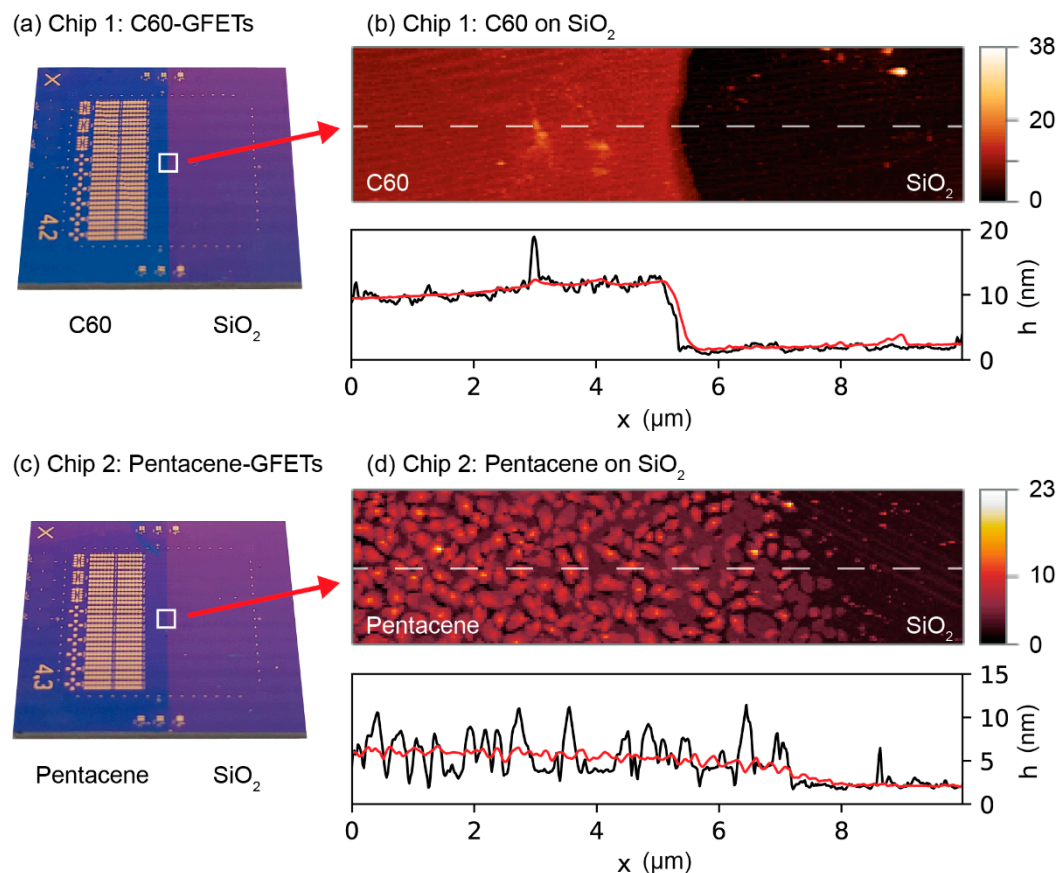 (a) Chip 1: C60-GFETs
4,2
C60 SiO₂
(b) Chip 1: C60 on SiO₂
C60 SiO₂
38
20
0
20
10
0
h (nm)
0 2 4 6 8
x (μm)
(c) Chip 2: Pentacene-GFETs
4,3
Pentacene SiO₂
(d) Chip 2: Pentacene on SiO₂
Pentacene SiO₂
23
10
0
15
10
5
0
h (nm)
0 2 4 6 8
x (μm)